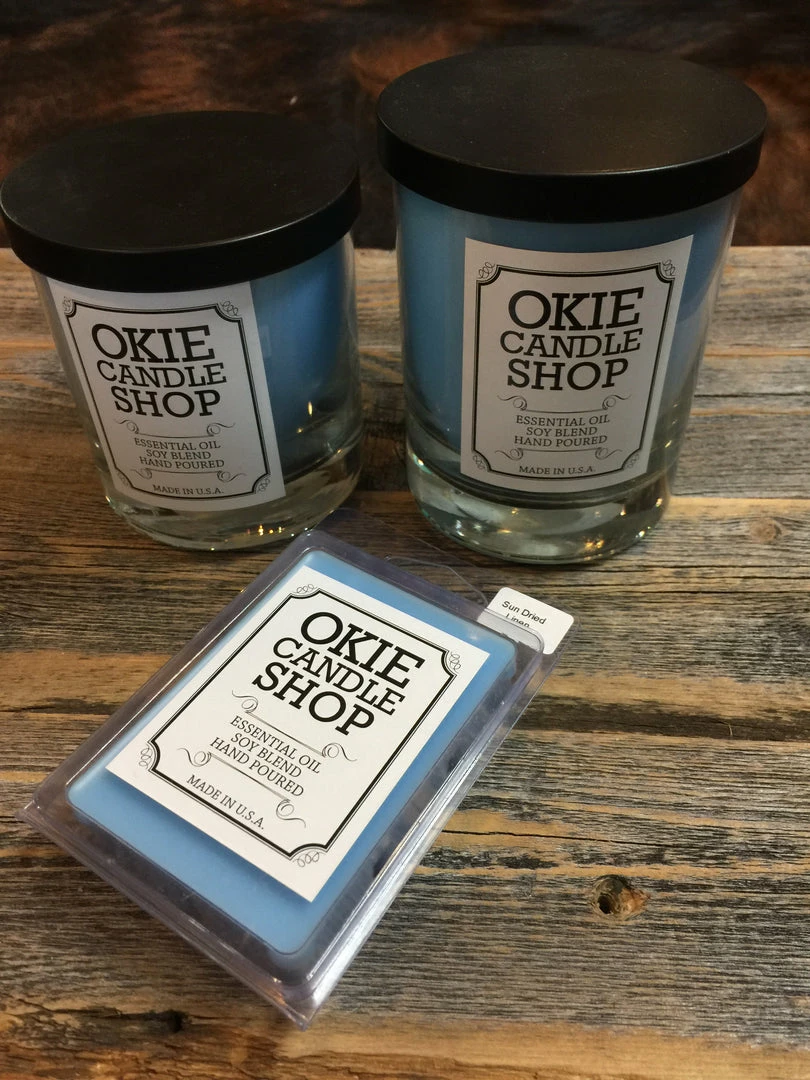 OKIE
CANDLE
SHOP
ESSENTIAL OIL
SOY BLEND
HAND POURED
MADE IN U.S.A.
OKIE
CANDLE
SHOP
ESSENTIAL OIL
SOY BLEND
HAND POURED
MADE IN U.S.A.
Sun Dried
Linen
OKIE
CANDLE
SHOP
ESSENTIAL OIL
SOY BLEND
HAND POURED
MADE IN U.S.A.